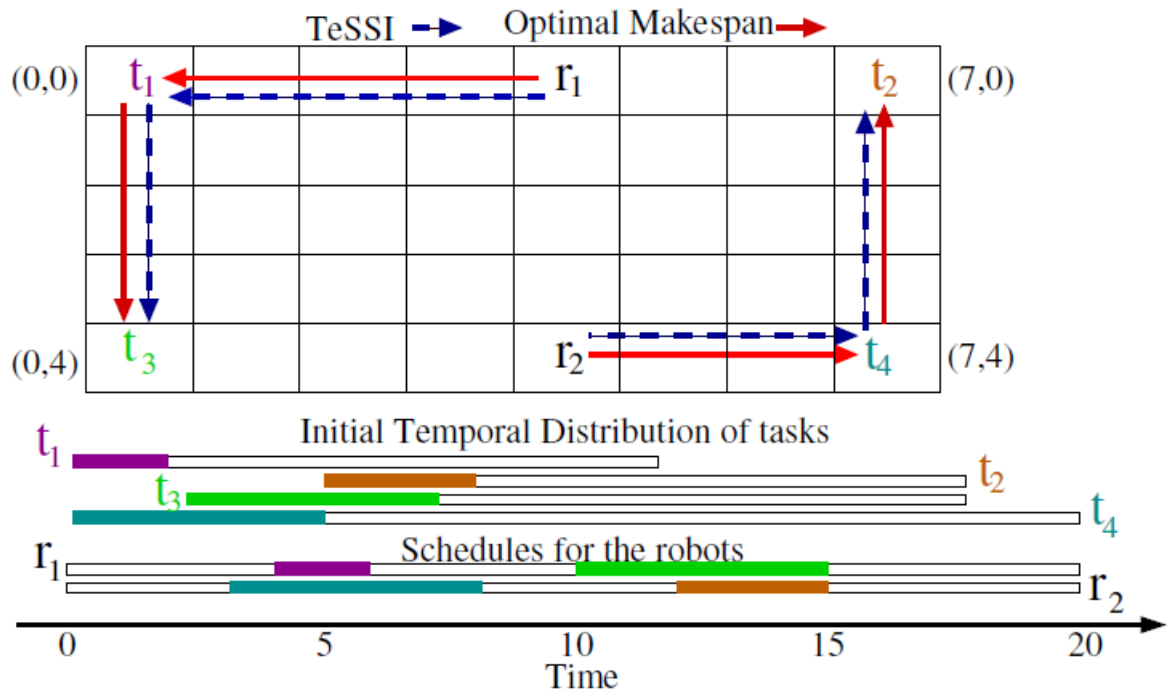 TeSSI Optimal Makespan
(0,0) t1 r1 t2 (7,0)
(0,4) t3 r2 t4 (7,4)
Initial Temporal Distribution of tasks
t1
t2
t3
t4
Schedules for the robots
r1
r2
0 5 10 15 20
Time